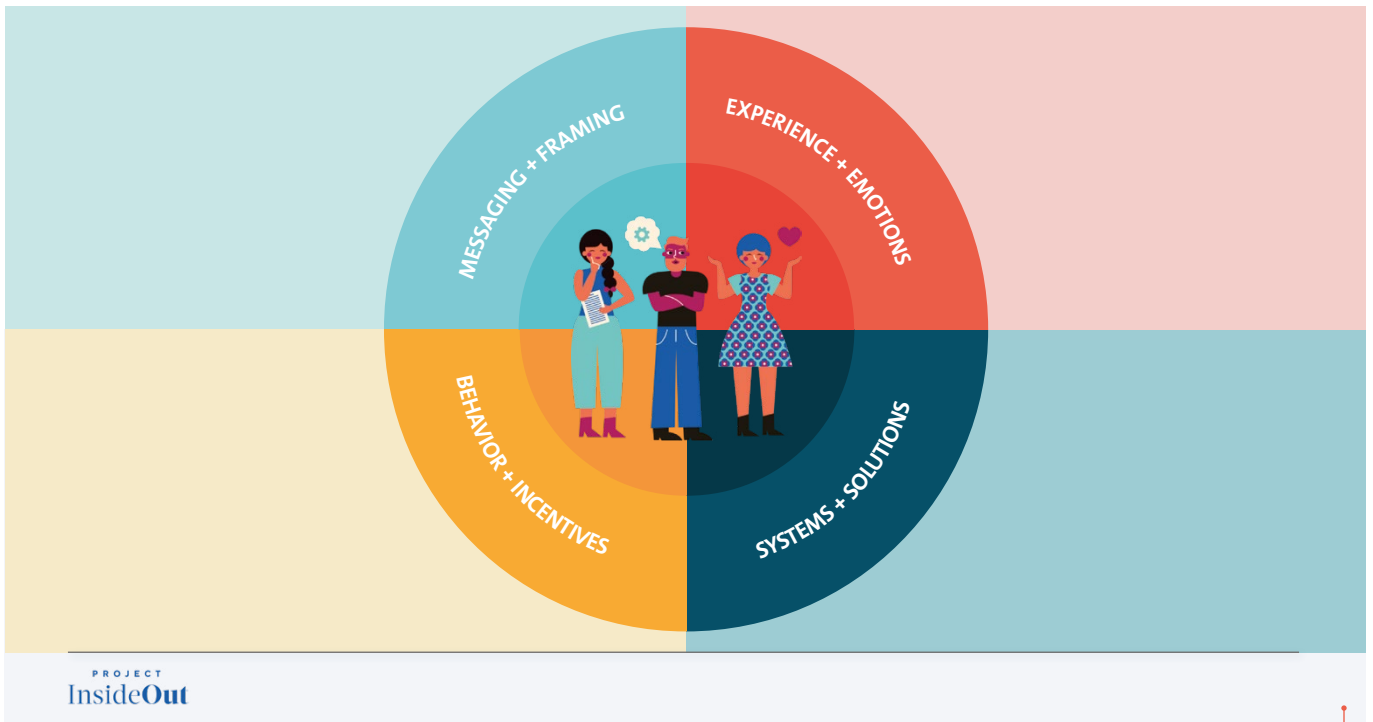 MESSAGING + FRAMING
EXPERIENCE + EMOTIONS
BEHAVIOR + INCENTIVES
SYSTEMS + SOLUTIONS
PROJECT
InsideOut